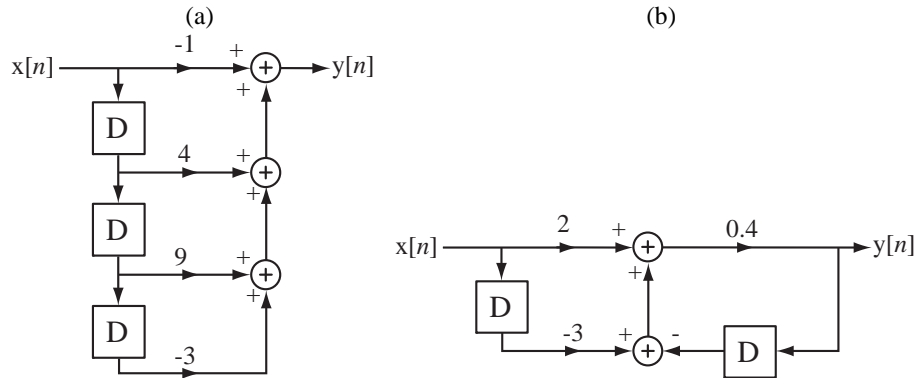 (a)
x[n]
-1
+
+
+
y[n]
D
4
+
+
+
D
9
+
+
+
D
-3
(b)
x[n]
2
+
+
+
0.4
y[n]
D
-3
+
+
-
D